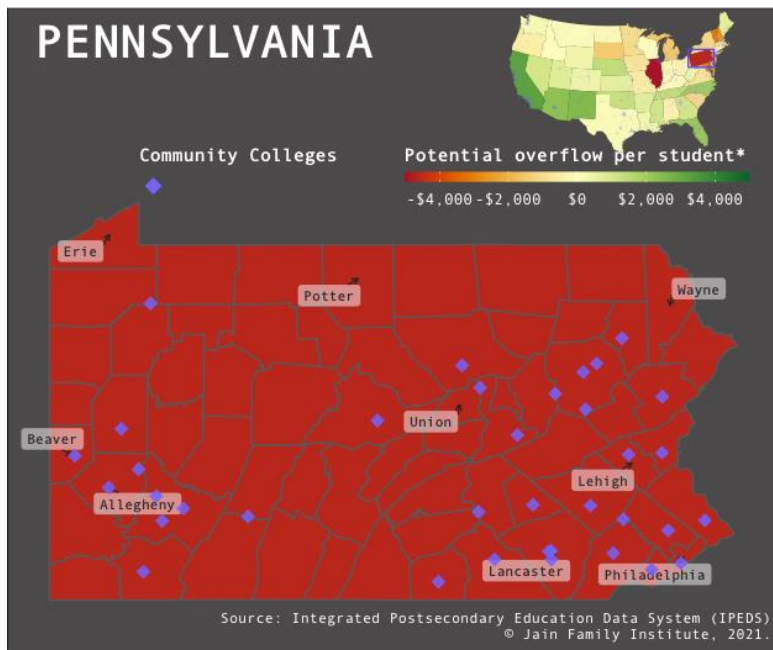 PENNSYLVANIA
Community Colleges
Potential overflow per student*
-$4,000 -$2,000 $0 $2,000 $4,000
Erie
Potter
Wayne
Union
Beaver
Lehigh
Allegheny
Lancaster
Philadelphia
Source: Integrated Postsecondary Education Data System (IPEDS)
© Jain Family Institute, 2021.